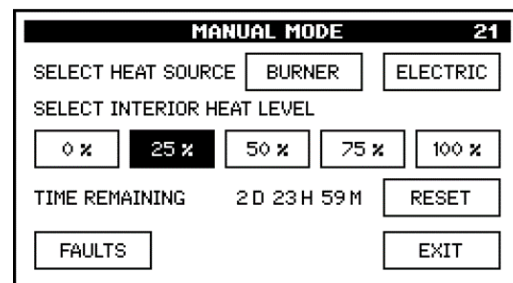 MANUAL MODE 21
SELECT HEAT SOURCE BURNER ELECTRIC
SELECT INTERIOR HEAT LEVEL
0 % 25 % 50 % 75 % 100 %
TIME REMAINING 2 D 23 H 59 M RESET
FAULTS EXIT